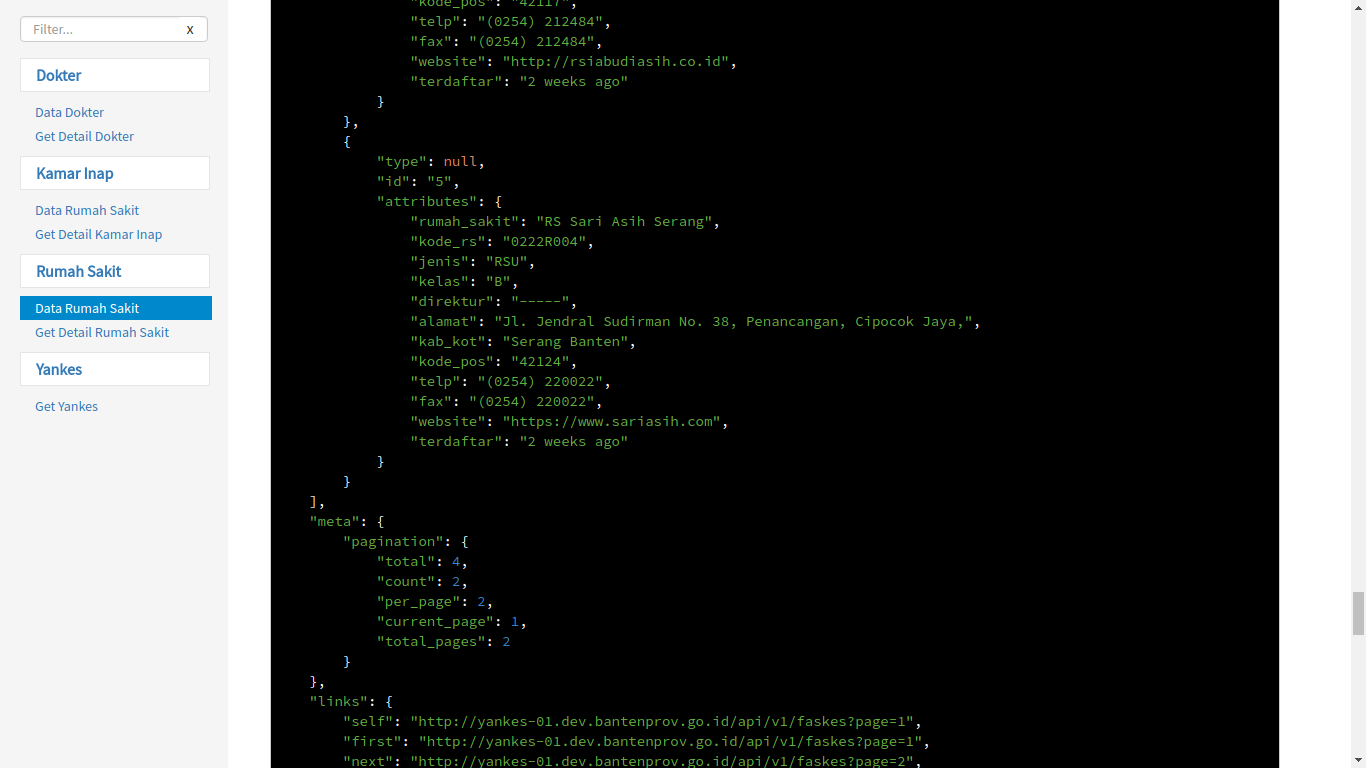 Filter...
x
Dokter
Data Dokter
Get Detail Dokter
Kamar Inap
Data Rumah Sakit
Get Detail Kamar Inap
Rumah Sakit
Data Rumah Sakit
Get Detail Rumah Sakit
Yankes
Get Yankes
"kode_pos": "42117",
"telp": "(0254) 212484",
"fax": "(0254) 212484",
"website": "http://rsiabudiasih.co.id",
"terdaftar": "2 weeks ago"
}
},
{
"type": null,
"id": "5",
"attributes": {
"rumah_sakit": "RS Sari Asih Serang",
"kode_rs": "0222R004",
"jenis": "RSU",
"kelas": "B",
"direktur": "-----",
"alamat": "Jl. Jendral Sudirman No. 38, Penancangan, Cipocok Jaya,",
"kab_kot": "Serang Banten",
"kode_pos": "42124",
"telp": "(0254) 220022",
"fax": "(0254) 220022",
"website": "https://www.sariasih.com",
"terdaftar": "2 weeks ago"
}
}
],
"meta": {
"pagination": {
"total": 4,
"count": 2,
"per_page": 2,
"current_page": 1,
"total_pages": 2
}
},
"links": {
"self": "http://yankes-01.dev.bantenprov.go.id/api/v1/faskes?page=1",
"first": "http://yankes-01.dev.bantenprov.go.id/api/v1/faskes?page=1",
"next": "http://yankes-01.dev.bantenprov.go.id/api/v1/faskes?page=2",